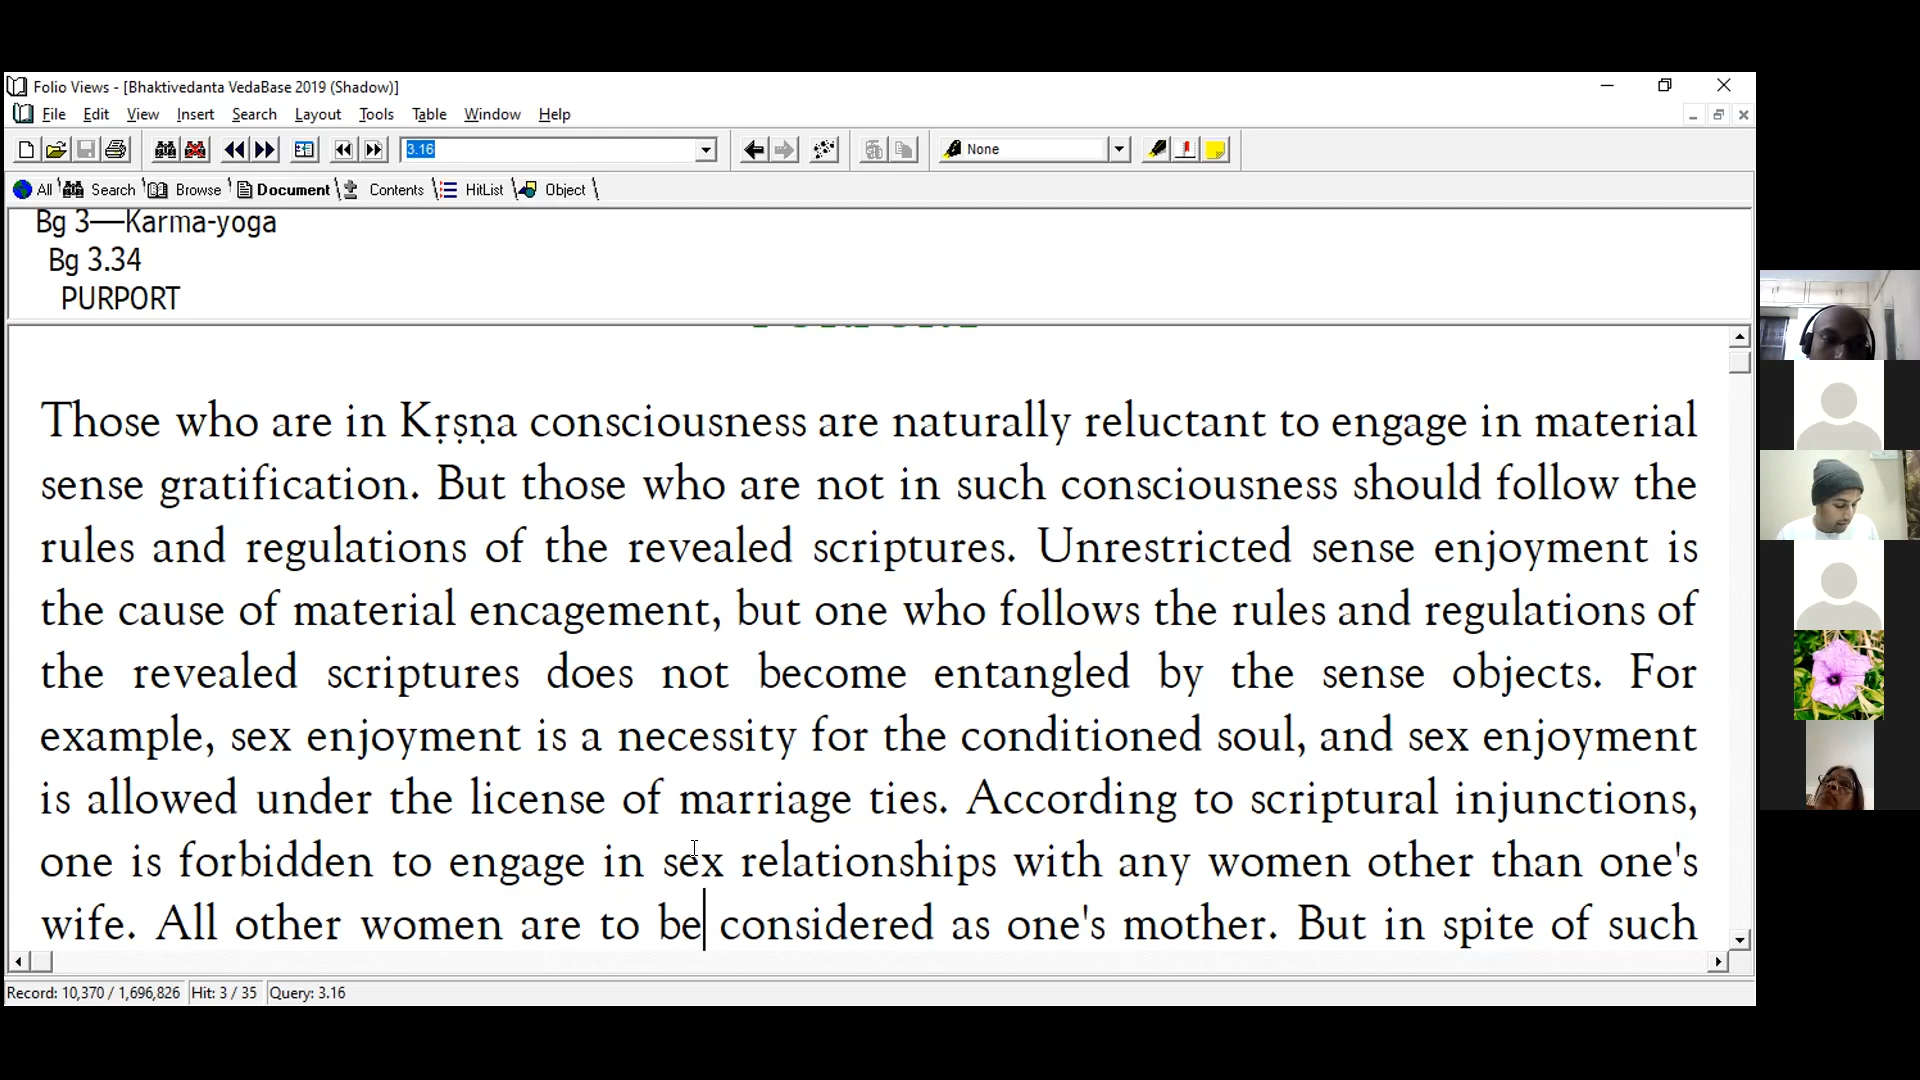 Folio Views - [Bhaktivedanta VedaBase 2019 (Shadow)]
File Edit View Insert Search Layout Tools Table Window Help
3.16 None
All Search Browse Document Contents HitList Object
Bg 3—Karma-yoga
Bg 3.34
PURPORT
Those who are in Kṛṣṇa consciousness are naturally reluctant to engage in material
sense gratification. But those who are not in such consciousness should follow the
rules and regulations of the revealed scriptures. Unrestricted sense enjoyment is
the cause of material encagement, but one who follows the rules and regulations of
the revealed scriptures does not become entangled by the sense objects. For
example, sex enjoyment is a necessity for the conditioned soul, and sex enjoyment
is allowed under the license of marriage ties. According to scriptural injunctions,
one is forbidden to engage in sex relationships with any women other than one's
wife. All other women are to be considered as one's mother. But in spite of such
Record: 10,370 / 1,696,826 Hit: 3 / 35 Query: 3.16